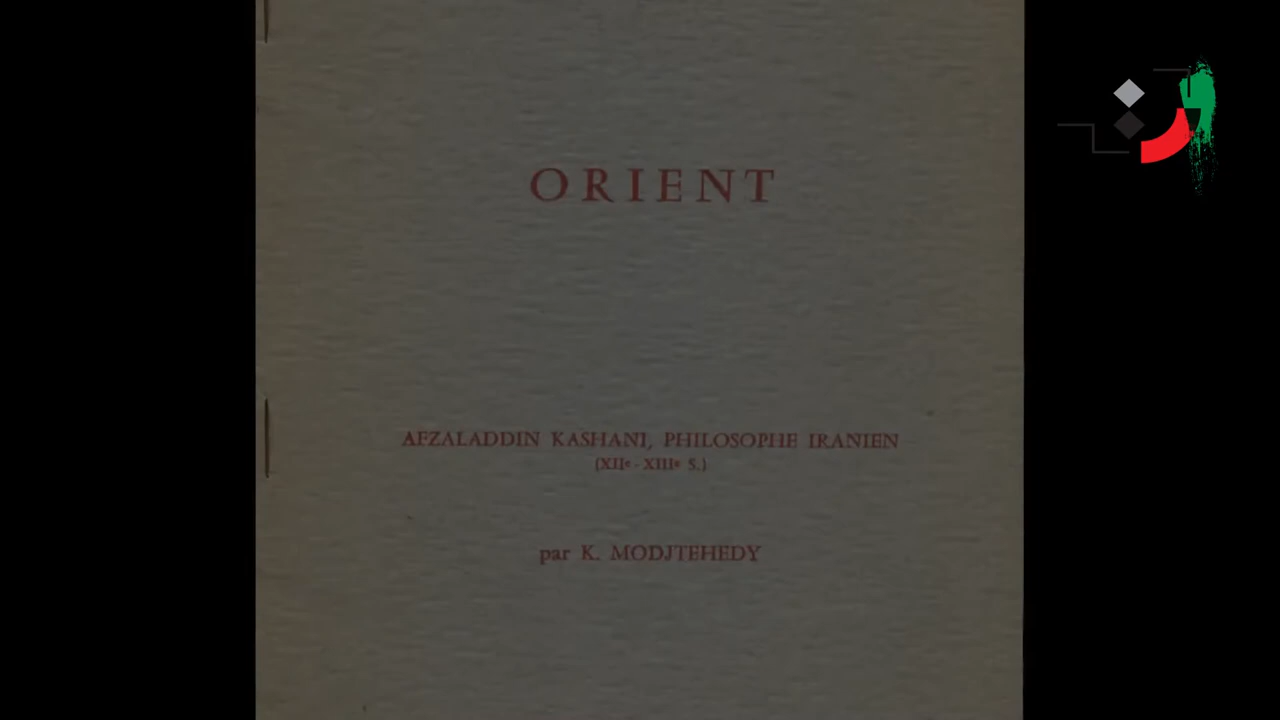 ORIENT
AFZALADDIN KASHANI, PHILOSOPHE IRANIEN
(XIIe - XIIIe S.)
par K. MODJTEHEDY